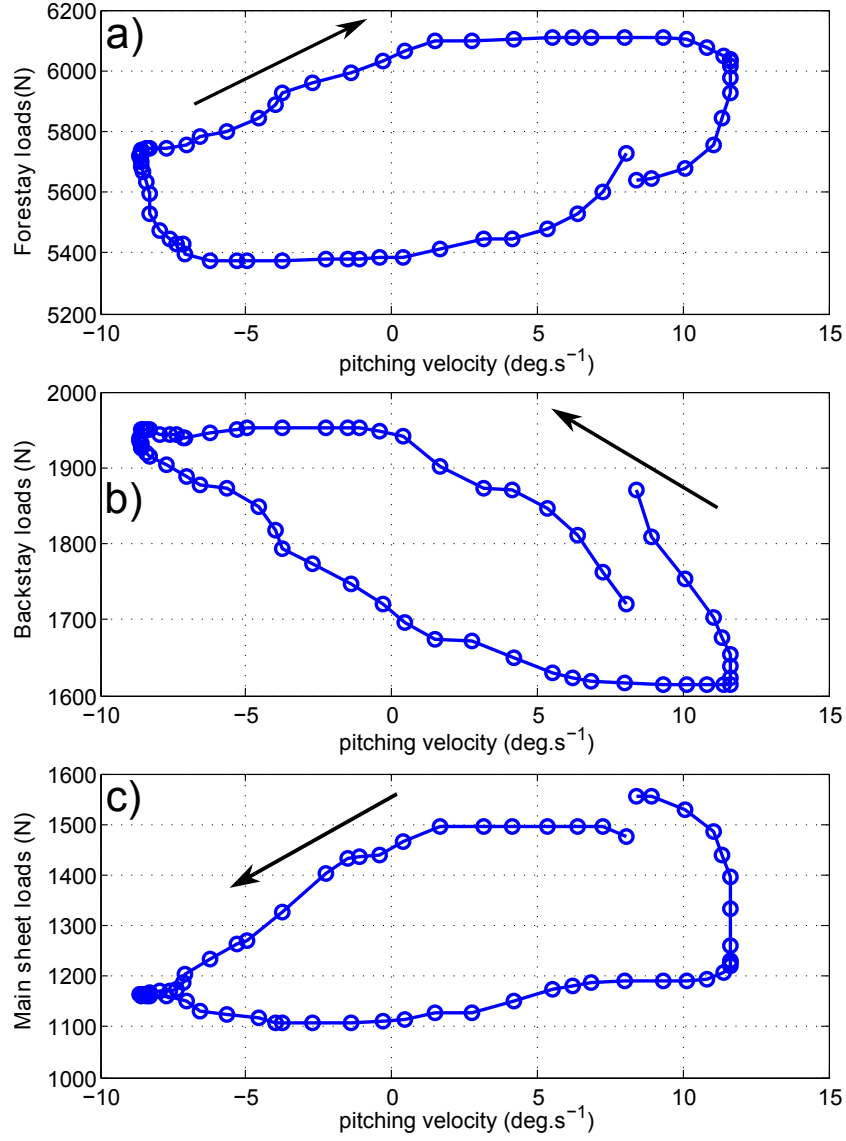 a)
Forestay loads(N)
6200
6000
5800
5600
5400
5200
−10 −5 0 5 10 15
pitching velocity (deg.s−1)
b)
Backstay loads (N)
2000
1900
1800
1700
1600
−10 −5 0 5 10 15
pitching velocity (deg.s−1)
c)
Main sheet loads (N)
1600
1500
1400
1300
1200
1100
1000
−10 −5 0 5 10 15
pitching velocity (deg.s−1)